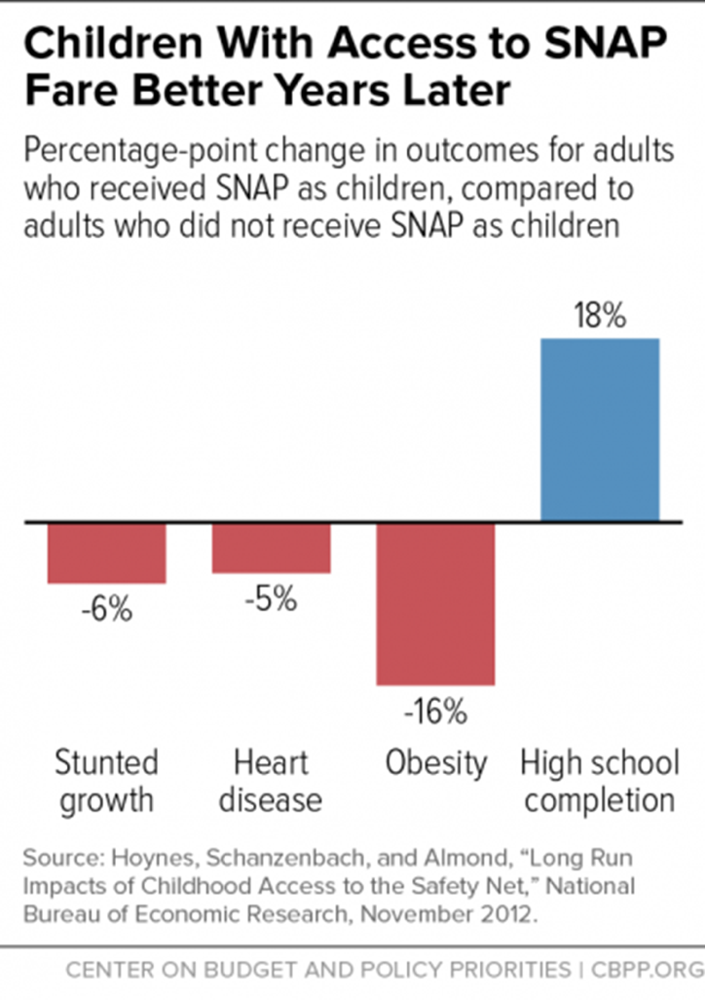 Children With Access to SNAP
Fare Better Years Later
Percentage-point change in outcomes for adults
who received SNAP as children, compared to
adults who did not receive SNAP as children
18%
-6%
-5%
-16%
Stunted
growth
Heart
disease
Obesity
High school
completion
Source: Hoynes, Schanzenbach, and Almond, “Long Run
Impacts of Childhood Access to the Safety Net,” National
Bureau of Economic Research, November 2012.
CENTER ON BUDGET AND POLICY PRIORITIES | CBPP.ORG